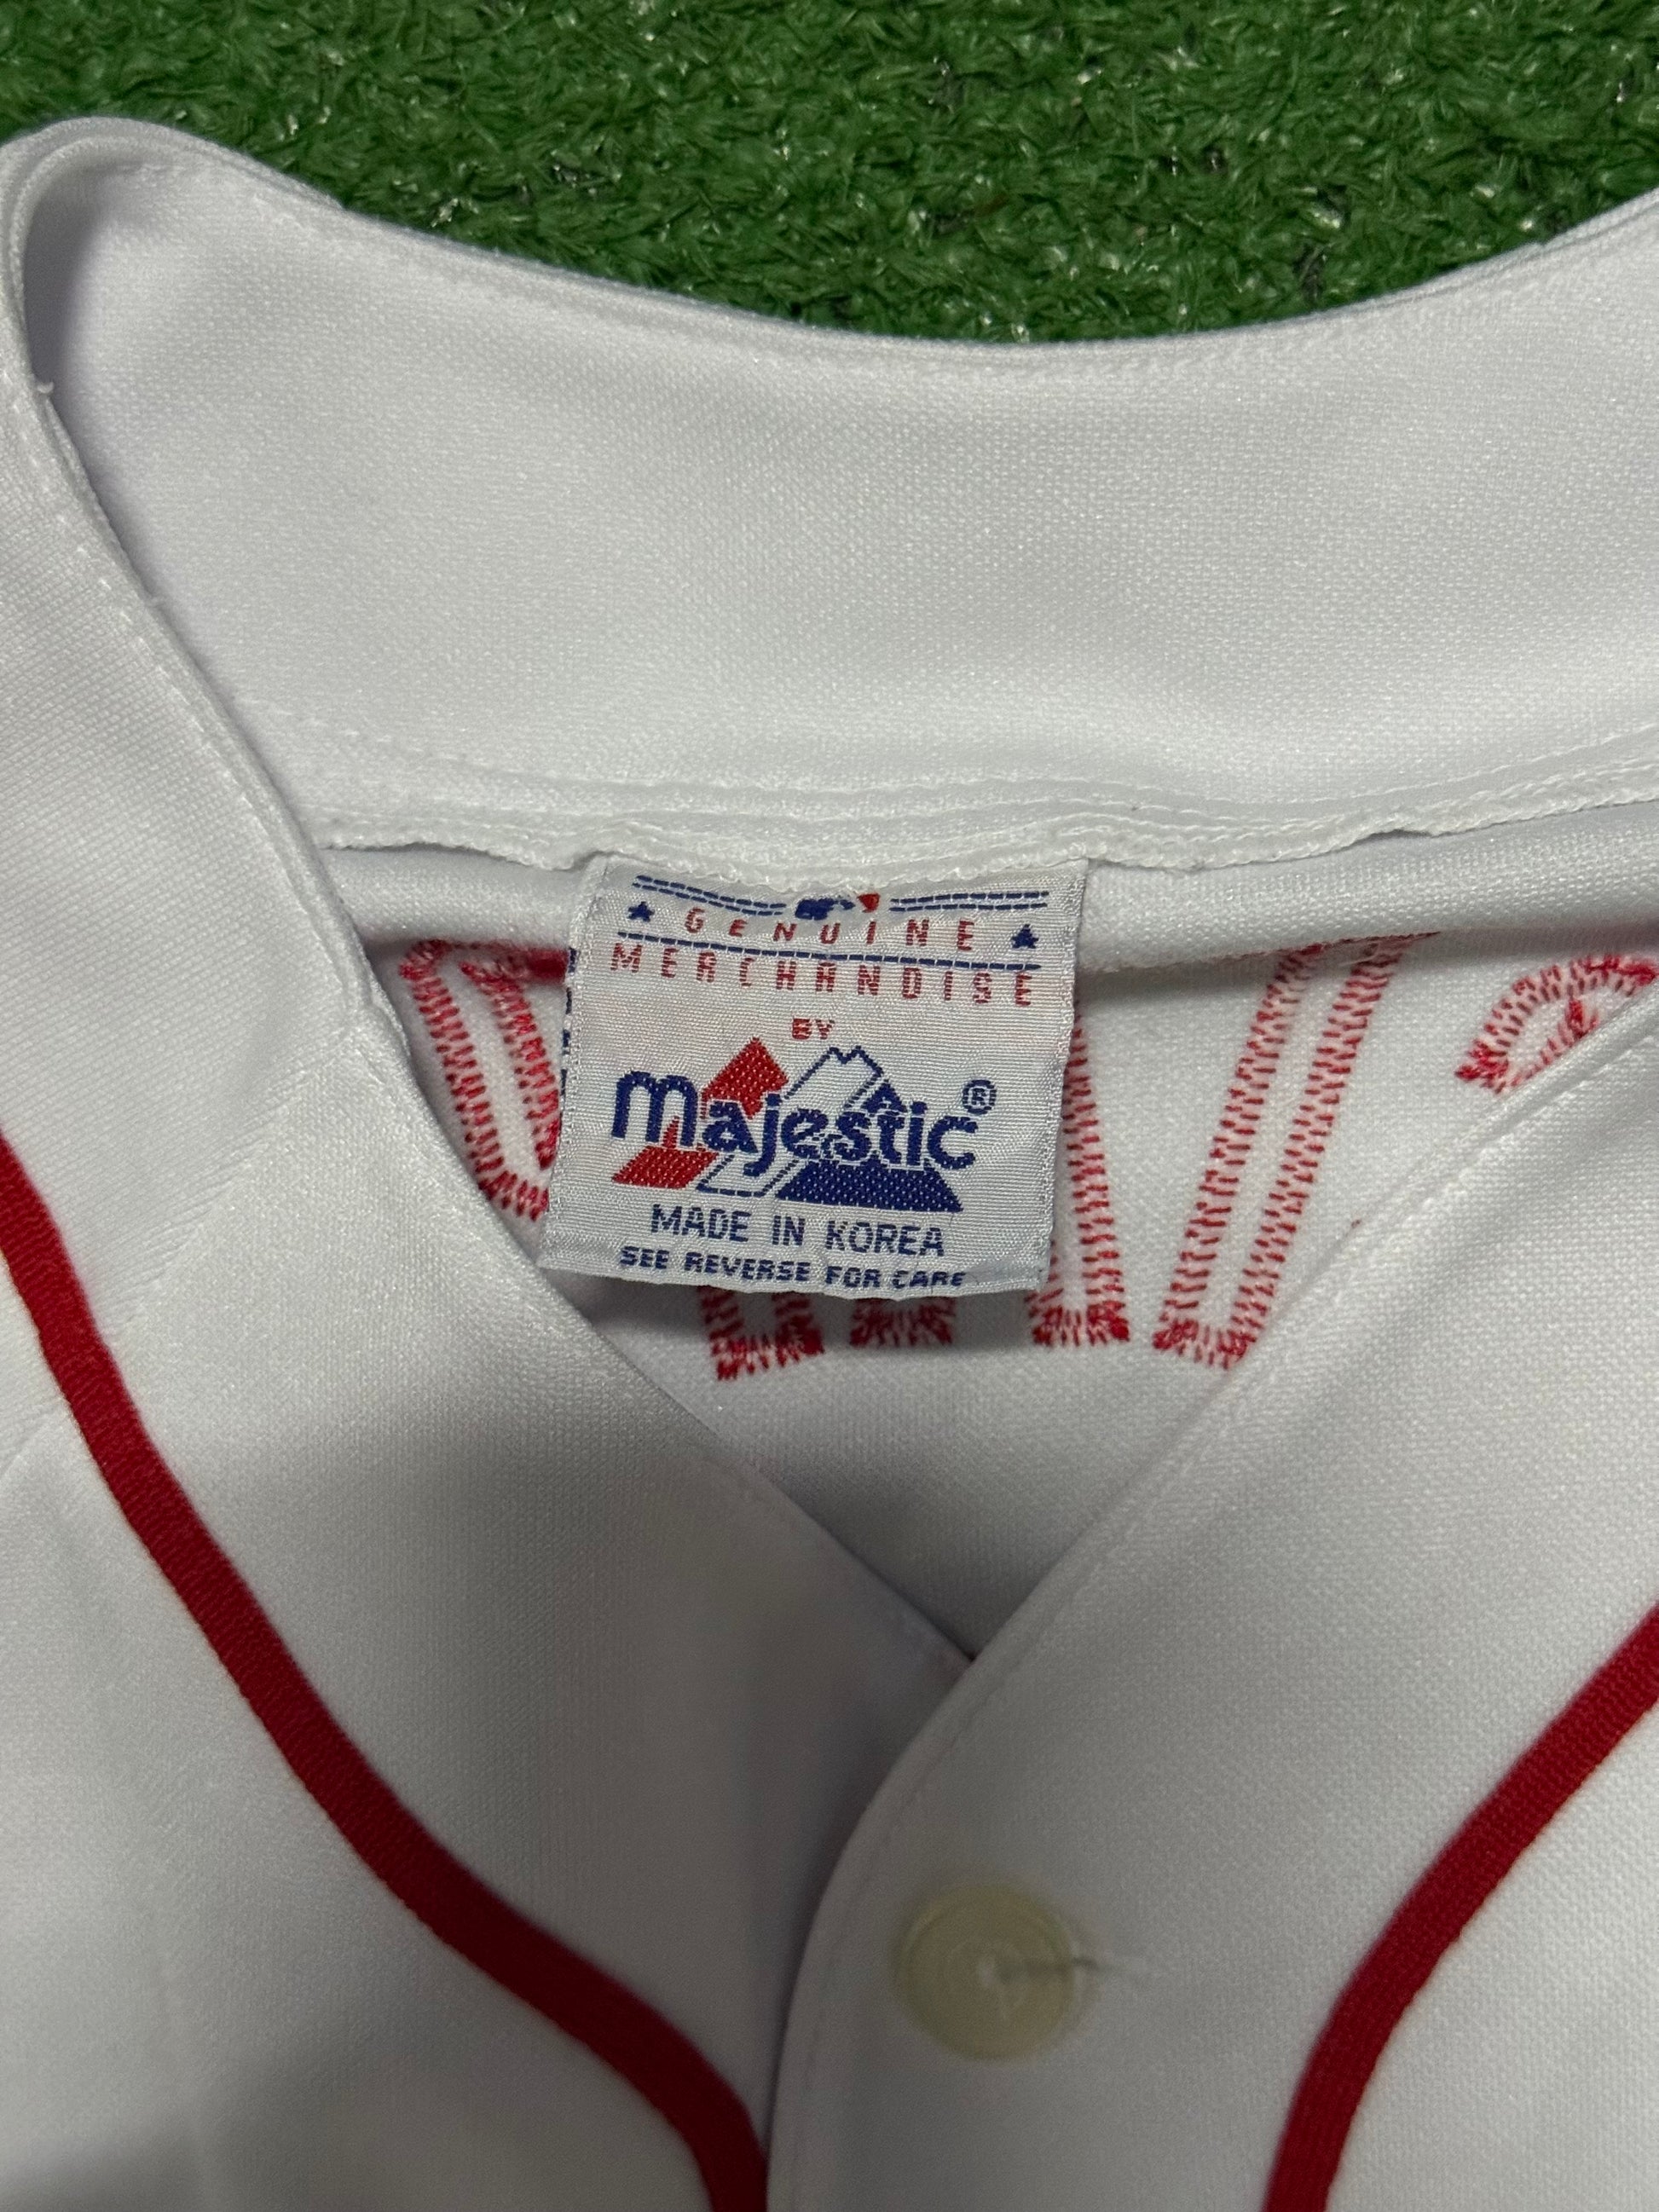 GENUINE
MERCHANDISE
BY
Majestic®
MADE IN KOREA
SEE REVERSE FOR CARE